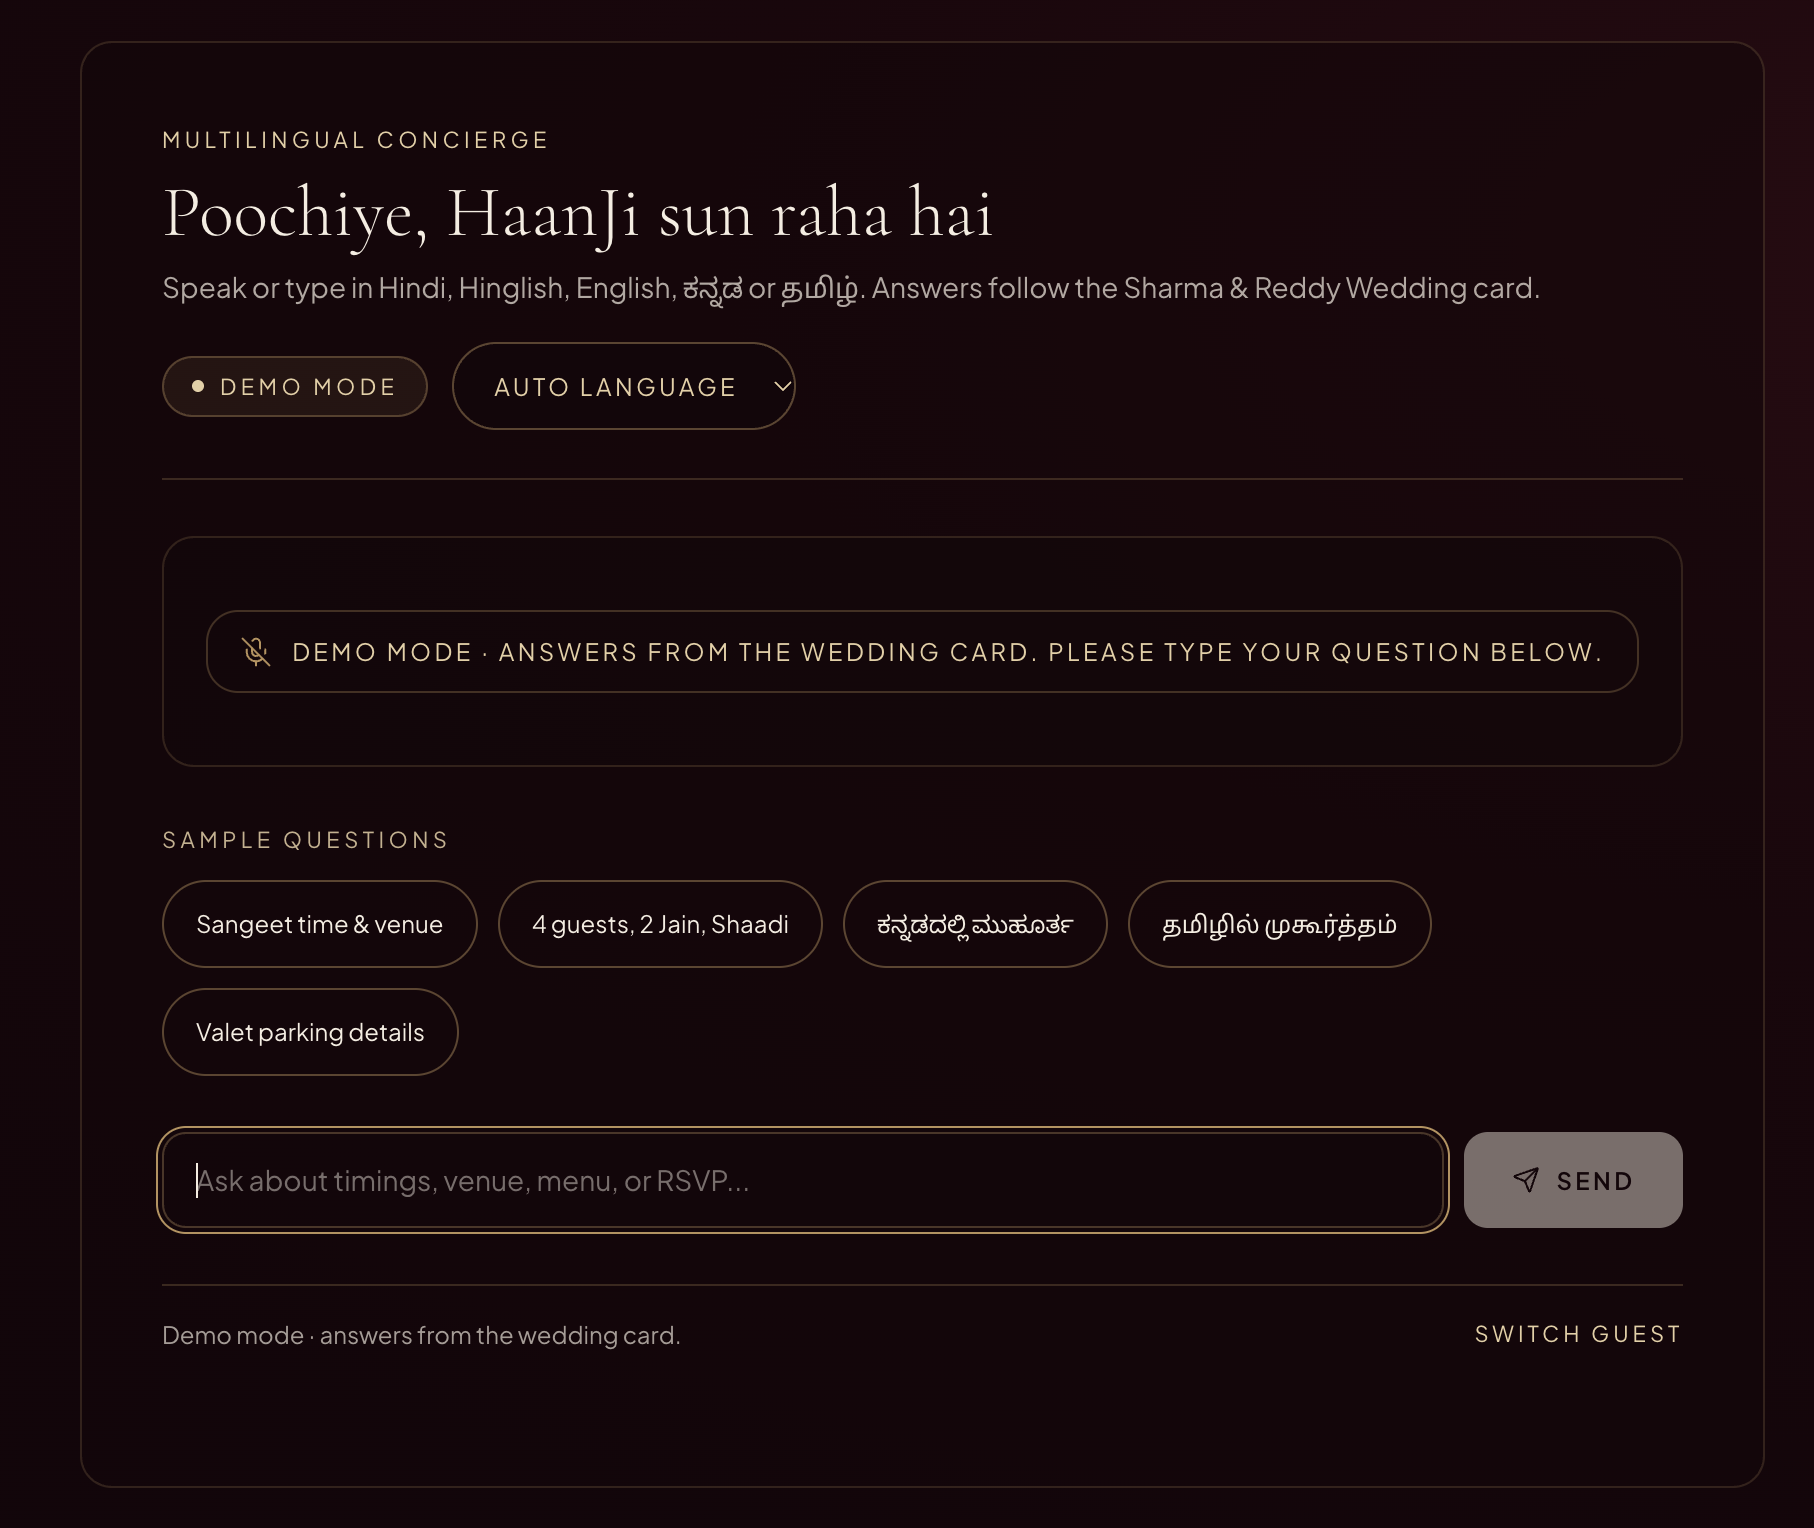 MULTILINGUAL CONCIERGE
Poochiye, HaanJi sun raha hai
Speak or type in Hindi, Hinglish, English, ಕನ್ನಡ or தமிழ். Answers follow the Sharma & Reddy Wedding card.
DEMO MODE
AUTO LANGUAGE
DEMO MODE · ANSWERS FROM THE WEDDING CARD. PLEASE TYPE YOUR QUESTION BELOW.
SAMPLE QUESTIONS
Sangeet time & venue
4 guests, 2 Jain, Shaadi
ಕನ್ನಡದಲ್ಲಿ ಮುಹೂರ್ತ
தமிழில் முகூர்த்தம்
Valet parking details
Ask about timings, venue, menu, or RSVP...
SEND
Demo mode · answers from the wedding card.
SWITCH GUEST